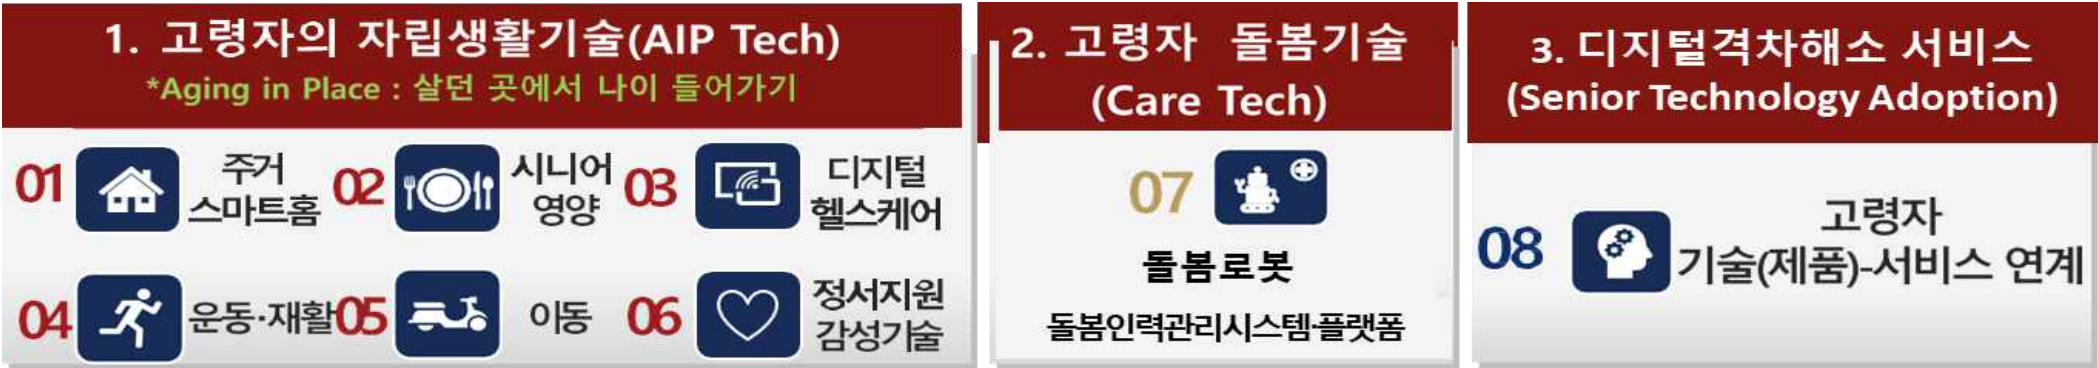 1. 고령자의 자립생활기술(AIP Tech)
*Aging in Place : 살던 곳에서 나이 들어가기
01
주거
스마트홈
02
시니어
영양
03
디지털
헬스케어
04
운동·재활
05
이동
06
정서지원
감성기술
2. 고령자 돌봄기술
(Care Tech)
07
돌봄로봇
돌봄인력관리시스템·플랫폼
3. 디지털격차해소 서비스
(Senior Technology Adoption)
08
고령자
기술(제품)-서비스 연계